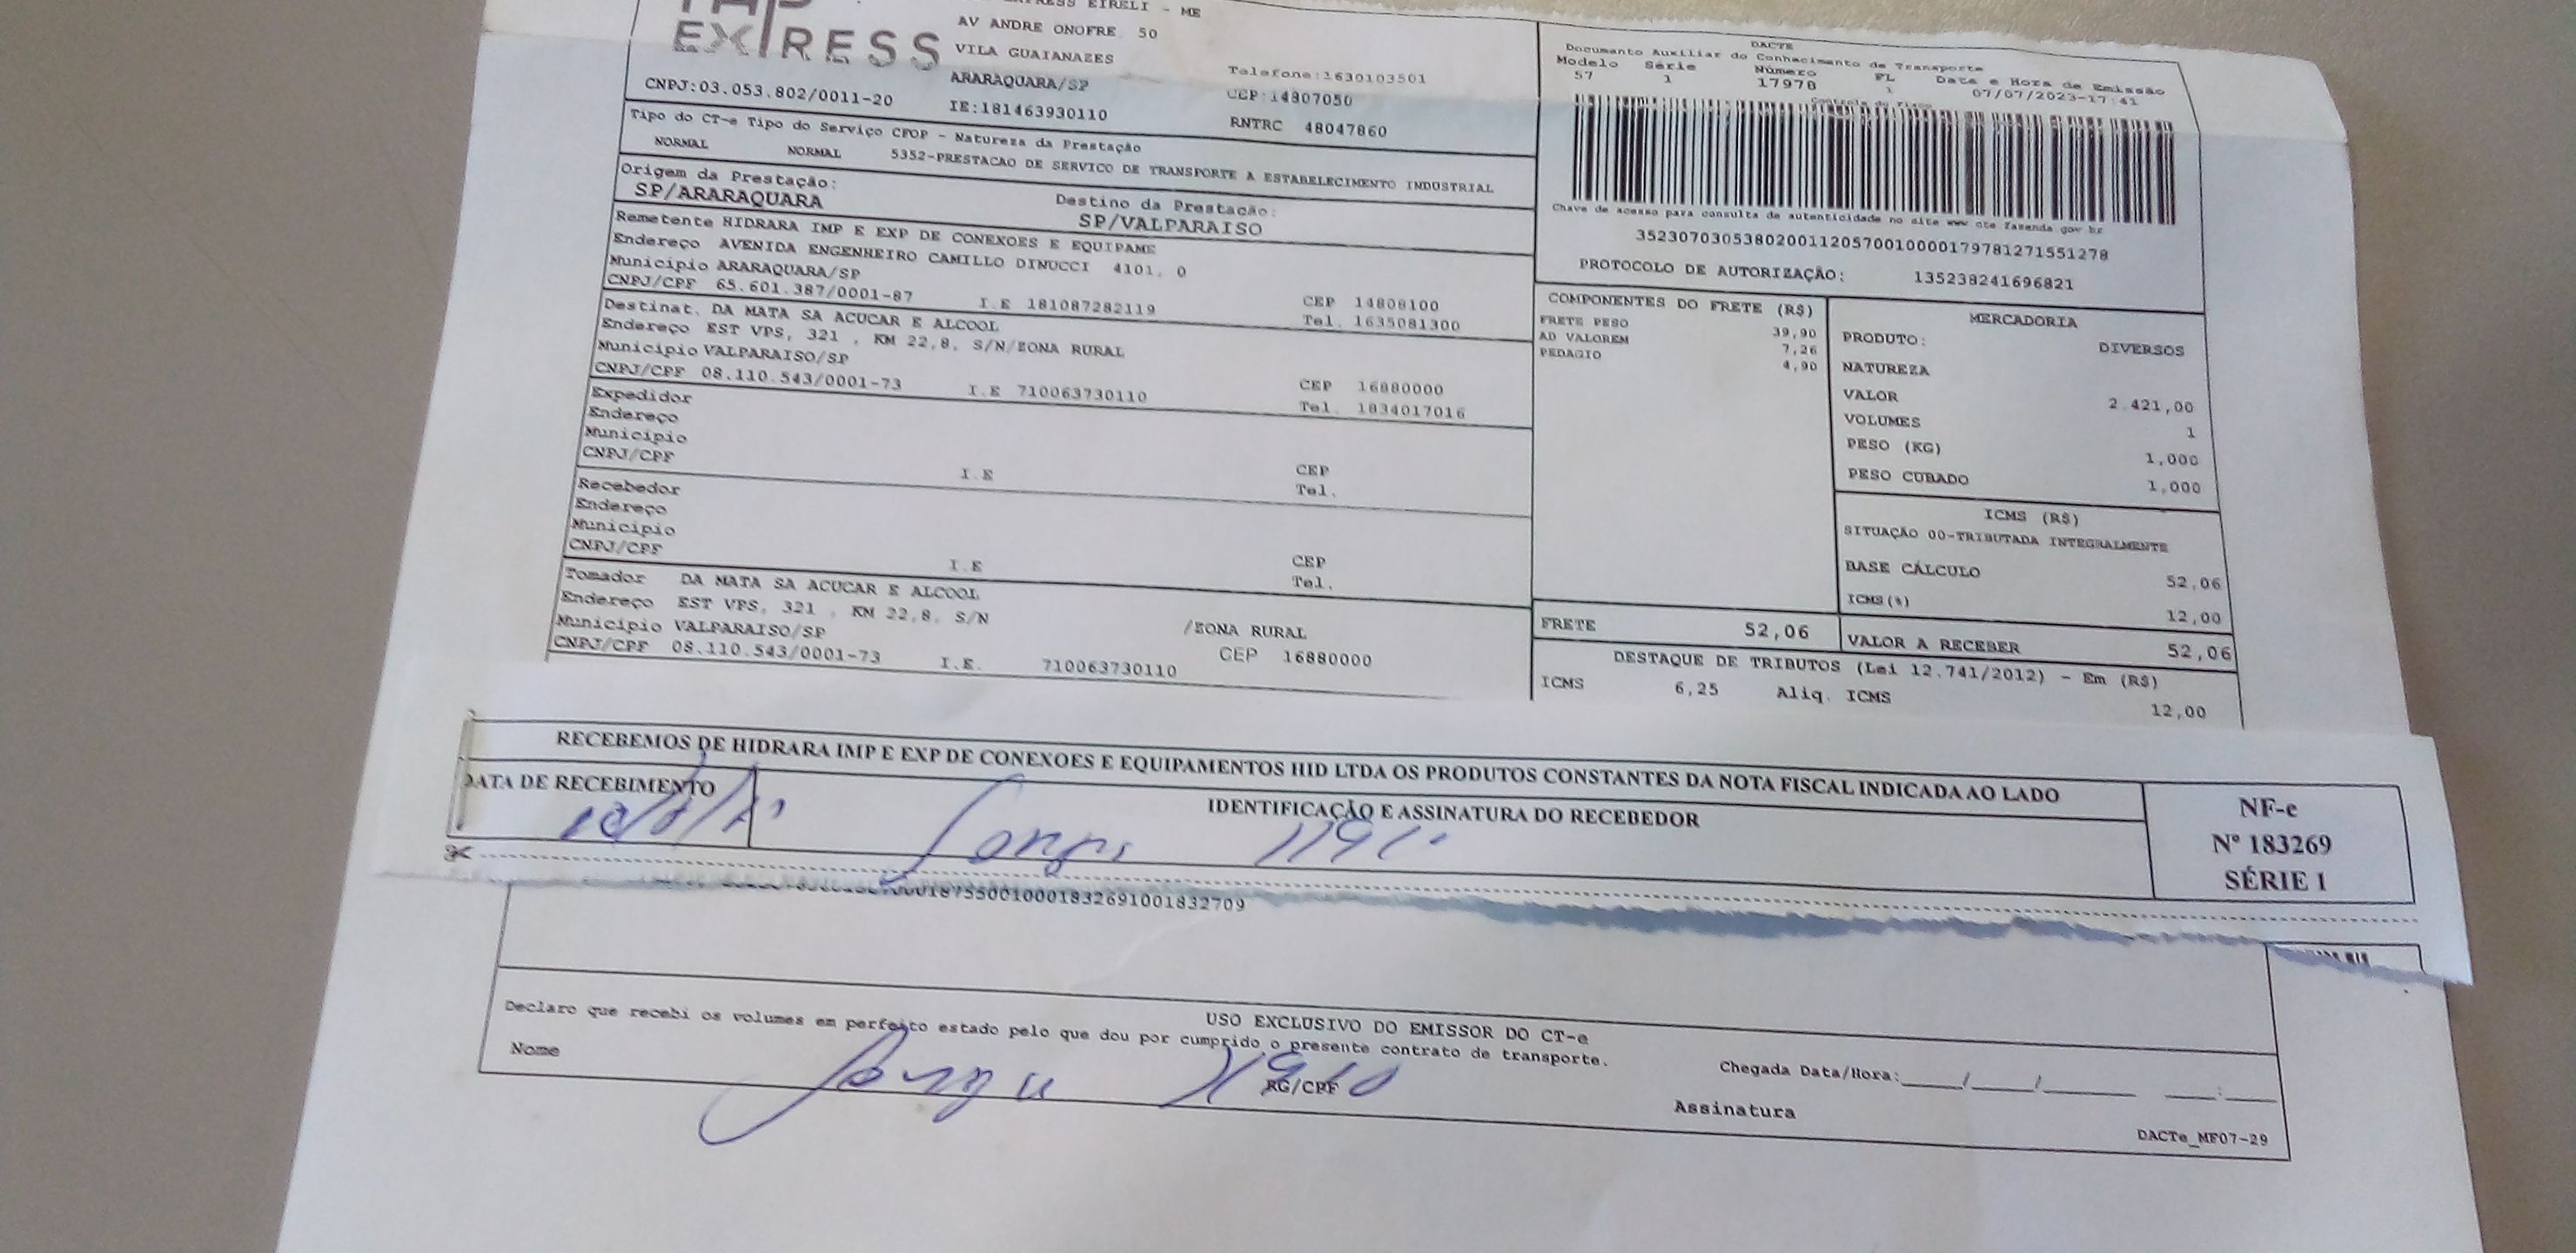 EXPRESS
EXPRESS EIRELI - ME
AV ANDRE ONOFRE 50
VILA GUAIANAZES
ARARAQUARA/SP
Telefone:1630103501
CNPJ:03.053.802/0011-20
IE:181463930110
CEP:14807050
RNTRC 48047860
Tipo do CT-e Tipo do Serviço CFOP - Natureza da Prestação
NORMAL NORMAL 5352-PRESTACAO DE SERVICO DE TRANSPORTE A ESTABELECIMENTO INDUSTRIAL
Origem da Prestação:
SP/ARARAQUARA
Destino da Prestação:
SP/VALPARAISO
Remetente HIDRARA IMP E EXP DE CONEXOES E EQUIPAME
Endereço AVENIDA ENGENHEIRO CAMILLO DINUCCI 4101, 0
Município ARARAQUARA/SP
CEP 14808100
CNPJ/CPF 65.601.387/0001-87 I.E 181087282119
Tel. 1635081300
Destinat. DA MATA SA ACUCAR E ALCOOL
Endereço EST VPS, 321 , KM 22,8, S/N/ZONA RURAL
Município VALPARAISO/SP
CEP 16880000
CNPJ/CPF 08.110.543/0001-73 I.E 710063730110
Tel. 1834017016
Expedidor
Endereço
Município
CEP
CNPJ/CPF I.E Tel.
Recebedor
Endereço
Município
CEP
CNPJ/CPF I.E Tel.
Tomador DA MATA SA ACUCAR E ALCOOL
Endereço EST VPS, 321 , KM 22,8, S/N /ZONA RURAL
Município VALPARAISO/SP CEP 16880000
CNPJ/CPF 08.110.543/0001-73 I.E. 710063730110
DACTE
Documento Auxiliar do Conhecimento de Transporte
Modelo Série Número FL Data e Hora de Emissão
57 1 17978 1 07/07/2023-17:41
Controle do Fisco
Chave de acesso para consulta de autenticidade no site www cte fazenda gov br
35230703053802001120570010000179781271551278
PROTOCOLO DE AUTORIZAÇÃO: 135238241696821
COMPONENTES DO FRETE (R$)
FRETE PESO 39,90
AD VALOREM 7,26
PEDAGIO 4,90
MERCADORIA
PRODUTO: DIVERSOS
NATUREZA
VALOR 2.421,00
VOLUMES 1
PESO (KG) 1,000
PESO CUBADO 1,000
ICMS (R$)
SITUAÇÃO 00-TRIBUTADA INTEGRALMENTE
BASE CÁLCULO 52,06
ICMS(%) 12,00
FRETE 52,06
VALOR A RECEBER 52,06
DESTAQUE DE TRIBUTOS (Lei 12.741/2012) - Em (R$)
ICMS 6,25 Aliq. ICMS 12,00
RECEBEMOS DE HIDRARA IMP E EXP DE CONEXOES E EQUIPAMENTOS HID LTDA OS PRODUTOS CONSTANTES DA NOTA FISCAL INDICADA AO LADO
DATA DE RECEBIMENTO
IDENTIFICAÇÃO E ASSINATURA DO RECEBEDOR
NF-e
Nº 183269
SÉRIE 1
000187550010001832691001832709
USO EXCLUSIVO DO EMISSOR DO CT-e
Declaro que recebi os volumes em perfeito estado pelo que dou por cumprido o presente contrato de transporte.
Nome
RG/CPF
Chegada Data/Hora:_____/_____/_____ ____:____
Assinatura
DACTe_MF07-29